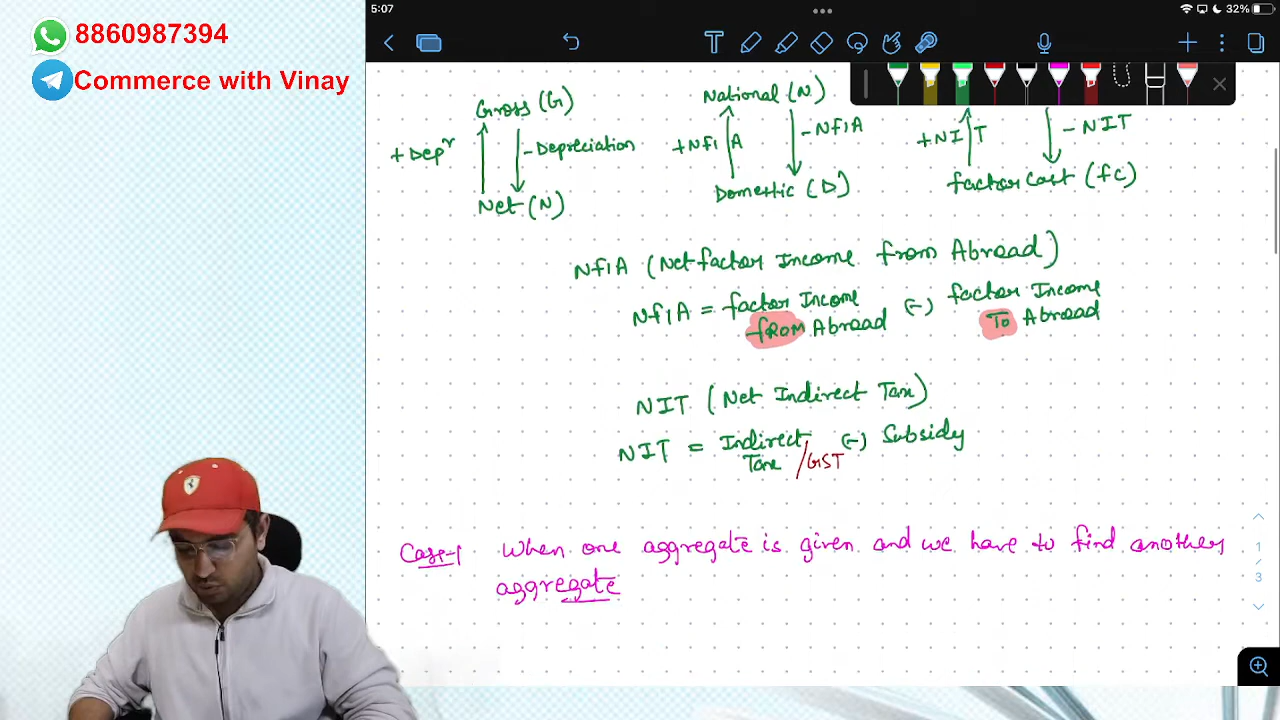 8860987394
Commerce with Vinay
5:07
32%
Gross (G)
National (N)
+ Depr
- Depreciation
+ NFIA
- NFIA
+ NIT
- NIT
Net (N)
Domestic (D)
factor Cost (fC)
NFIA (Net factor Income from Abroad)
NFIA = factor Income from Abroad (-) factor Income To Abroad
NIT (Net Indirect Tax)
NIT = Indirect Tax /GST (-) Subsidy
Case-1 When one aggregate is given and we have to find another
aggregate
1
/
3